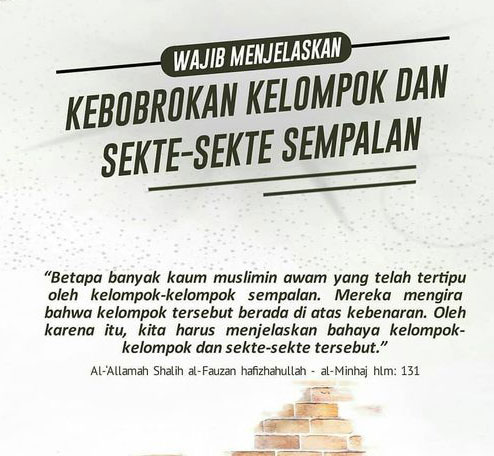 WAJIB MENJELASKAN
KEBOBROKAN KELOMPOK DAN
SEKTE-SEKTE SEMPALAN
“Betapa banyak kaum muslimin awam yang telah tertipu
oleh kelompok-kelompok sempalan. Mereka mengira
bahwa kelompok tersebut berada di atas kebenaran. Oleh
karena itu, kita harus menjelaskan bahaya kelompok-
kelompok dan sekte-sekte tersebut.”
Al-‘Allamah Shalih al-Fauzan hafizhahullah - al-Minhaj hlm: 131